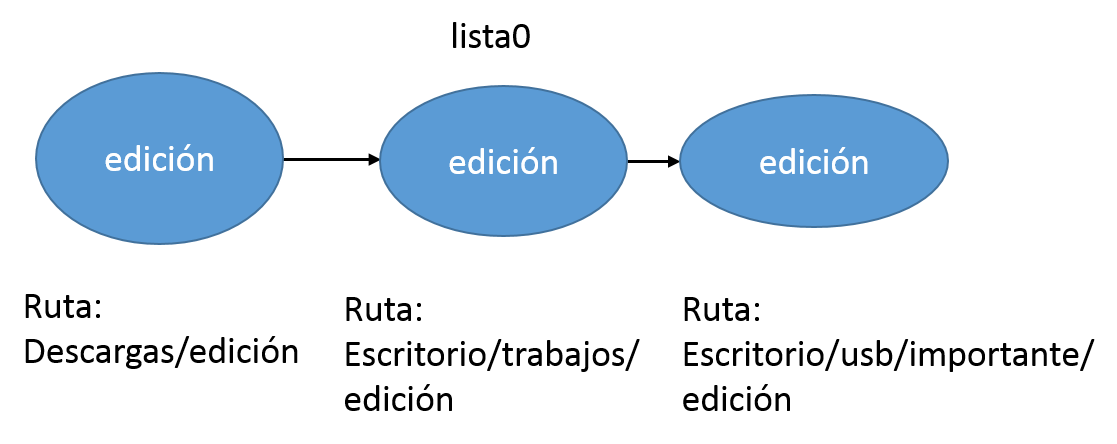 lista0
edición
edición
edición
Ruta:
Descargas/edición
Ruta:
Escritorio/trabajos/
edición
Ruta:
Escritorio/usb/importante/
edición